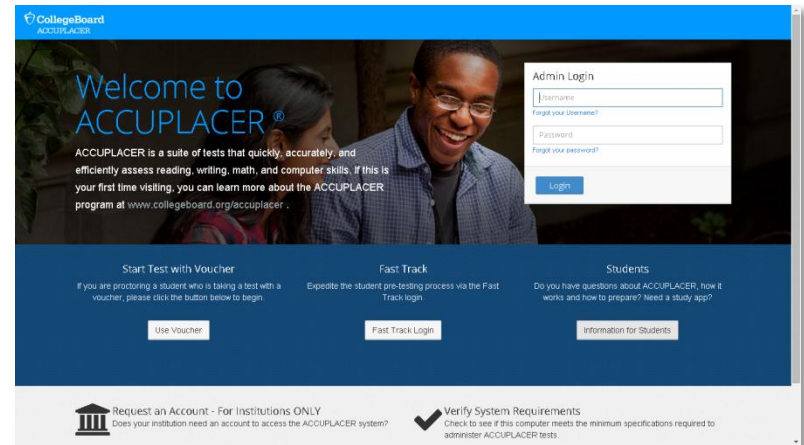 CollegeBoard
ACCUPLACER
Welcome to
ACCUPLACER ®
ACCUPLACER is a suite of tests that quickly, accurately, and
efficiently assess reading, writing, math, and computer skills. If this is
your first time visiting, you can learn more about the ACCUPLACER
program at www.collegeboard.org/accuplacer .
Admin Login
Username
Forgot your Username?
Password
Forgot your password?
Login
Start Test with Voucher
If you are proctoring a student who is taking a test with a
voucher, please click the button below to begin.
Use Voucher
Fast Track
Expedite the student pre-testing process via the Fast
Track login.
Fast Track Login
Students
Do you have questions about ACCUPLACER, how it
works and how to prepare? Need a study app?
Information for Students
Request an Account - For Institutions ONLY
Does your institution need an account to access the ACCUPLACER system?
Verify System Requirements
Check to see if this computer meets the minimum specifications required to
administer ACCUPLACER tests.